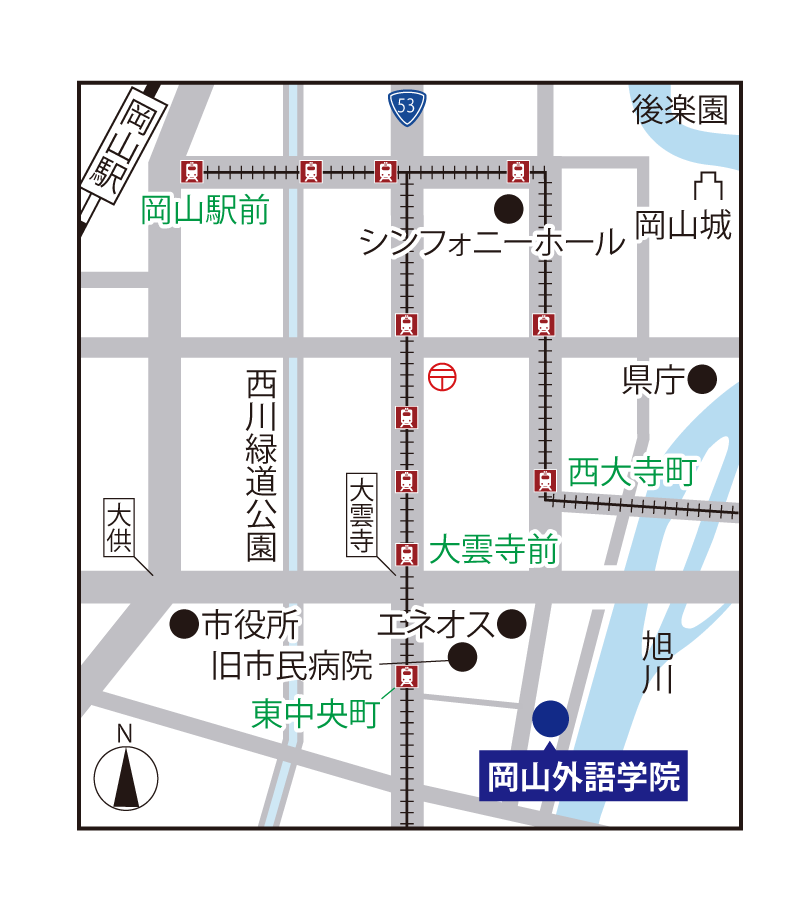 53
後楽園
岡山駅
岡山駅前
岡山城
シンフォニーホール
〒
県庁
西川緑道公園
西大寺町
大供
大雲寺
大雲寺前
市役所
エネオス
旧市民病院
旭川
東中央町
N
岡山外語学院